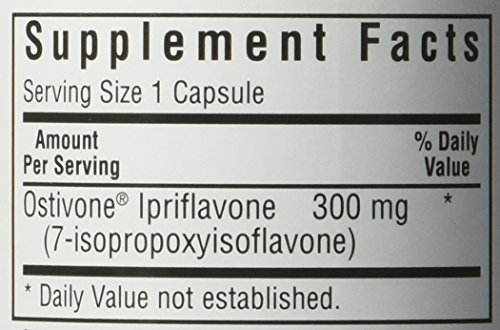 Supplement Facts
Serving Size 1 Capsule
Amount % Daily
Per Serving Value
Ostivone® Ipriflavone 300 mg *
(7-isopropoxyisoflavone)
* Daily Value not established.